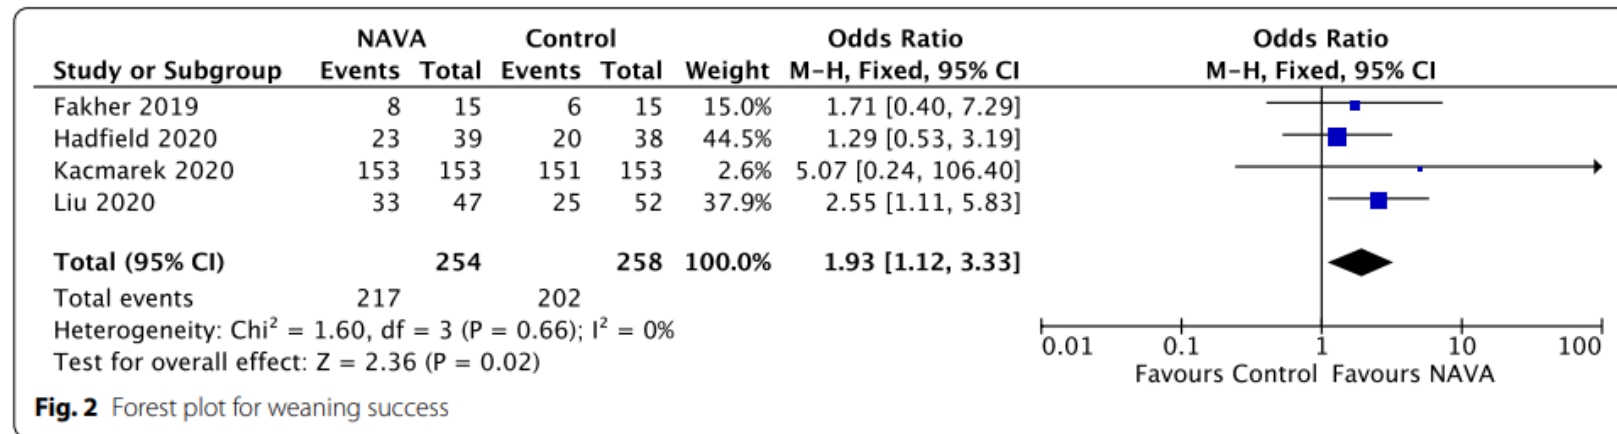 NAVA Control Odds Ratio Odds Ratio
Study or Subgroup Events Total Events Total Weight M-H, Fixed, 95% CI M-H, Fixed, 95% CI
Fakher 2019 8 15 6 15 15.0% 1.71 [0.40, 7.29]
Hadfield 2020 23 39 20 38 44.5% 1.29 [0.53, 3.19]
Kacmarek 2020 153 153 151 153 2.6% 5.07 [0.24, 106.40]
Liu 2020 33 47 25 52 37.9% 2.55 [1.11, 5.83]
Total (95% CI) 254 258 100.0% 1.93 [1.12, 3.33]
Total events 217 202
Heterogeneity: Chi² = 1.60, df = 3 (P = 0.66); I² = 0%
Test for overall effect: Z = 2.36 (P = 0.02)
0.01 0.1 1 10 100
Favours Control Favours NAVA
Fig. 2 Forest plot for weaning success